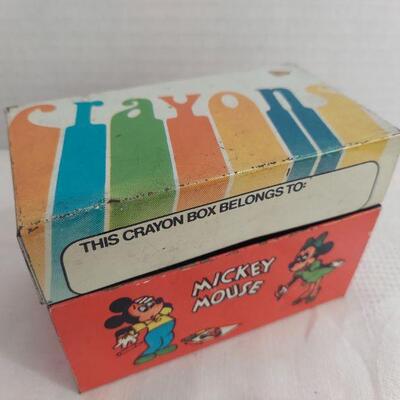 crayons
THIS CRAYON BOX BELONGS TO:
MICKEY
MOUSE